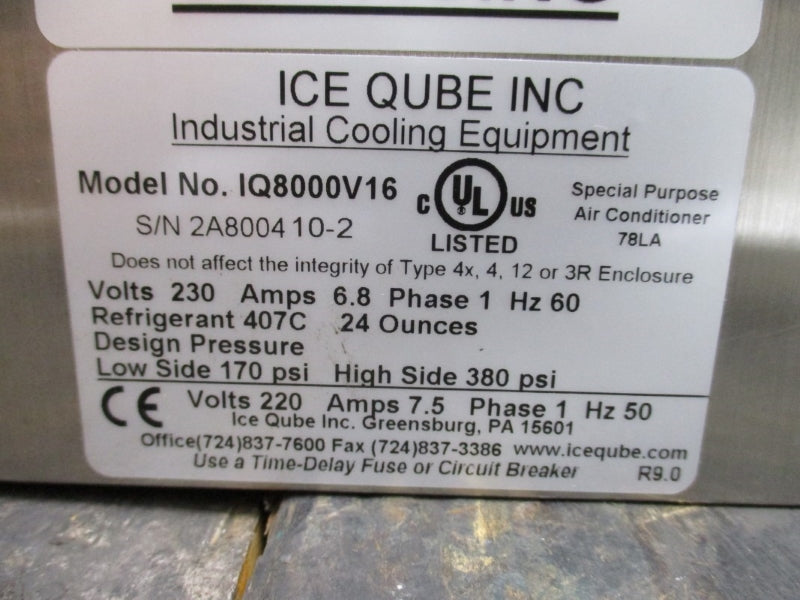 ICE QUBE INC
Industrial Cooling Equipment
Model No. IQ8000V16
S/N 2A800410-2
C UL US
LISTED
Special Purpose
Air Conditioner
78LA
Does not affect the integrity of Type 4x, 4, 12 or 3R Enclosure
Volts 230 Amps 6.8 Phase 1 Hz 60
Refrigerant 407C 24 Ounces
Design Pressure
Low Side 170 psi High Side 380 psi
CE Volts 220 Amps 7.5 Phase 1 Hz 50
Ice Qube Inc. Greensburg, PA 15601
Office(724)837-7600 Fax (724)837-3386 www.iceqube.com
Use a Time-Delay Fuse or Circuit Breaker R9.0